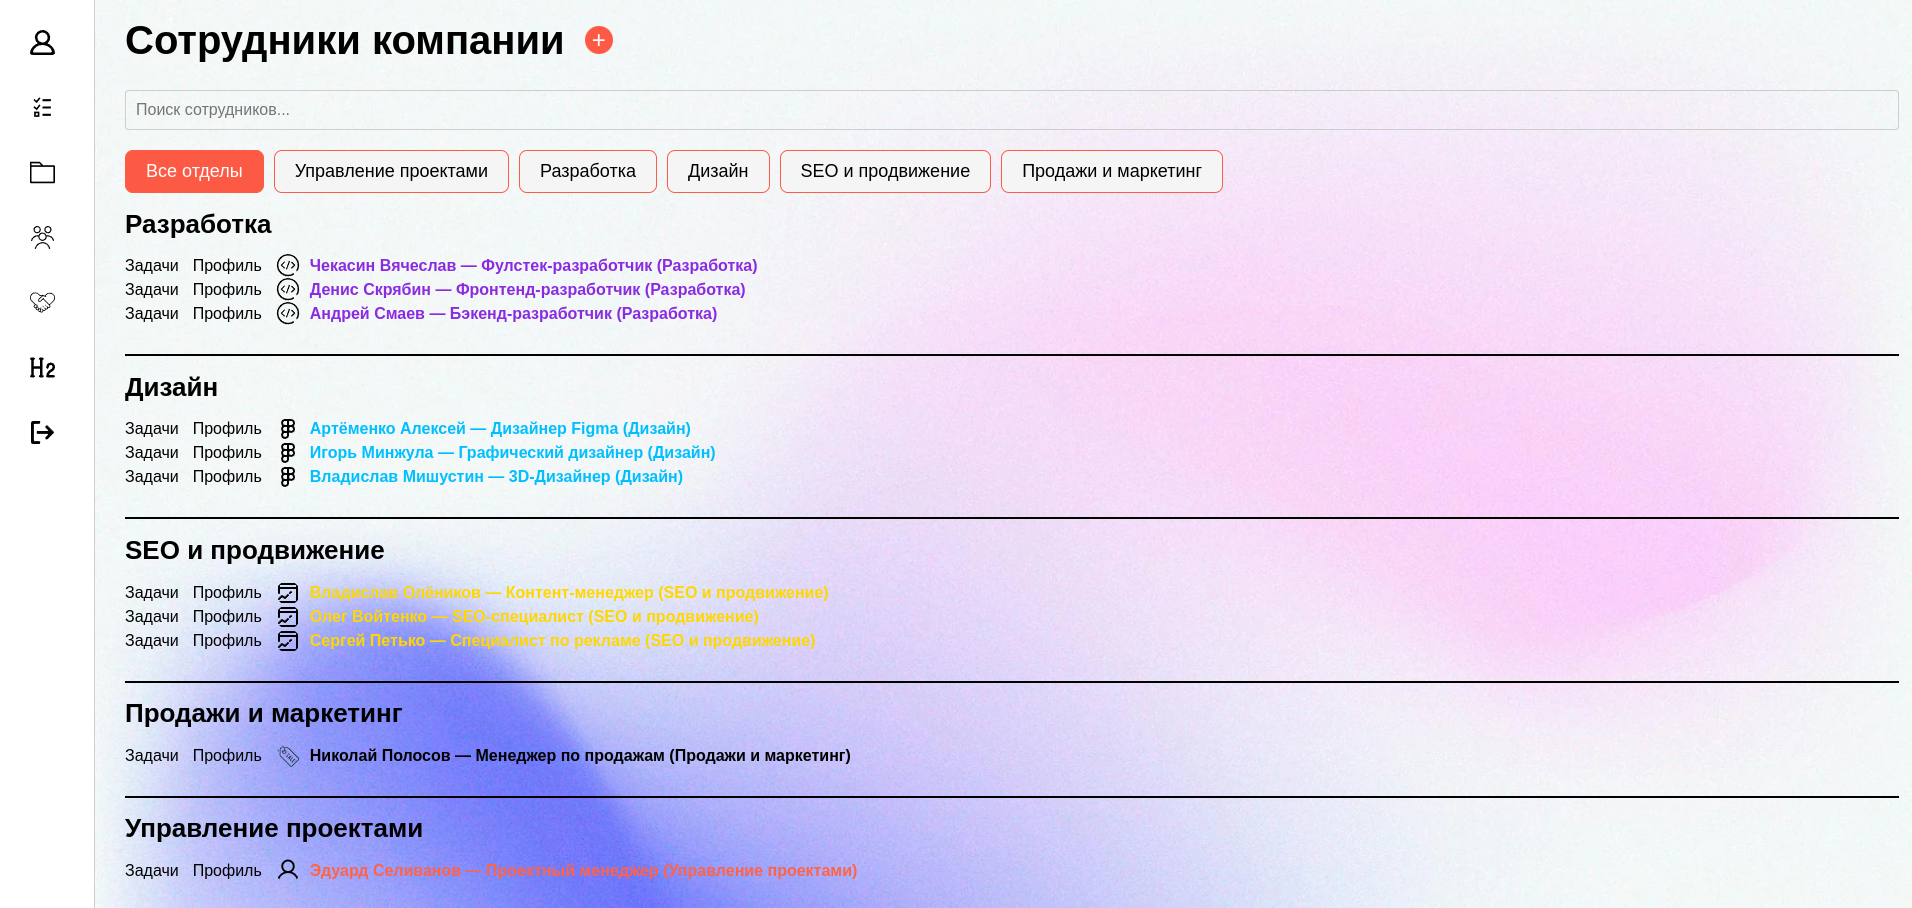 Сотрудники компании
+
Поиск сотрудников...
Все отделы Управление проектами Разработка Дизайн SEO и продвижение Продажи и маркетинг
Разработка
Задачи Профиль </> Чекасин Вячеслав — Фулстек-разработчик (Разработка)
Задачи Профиль </> Денис Скрябин — Фронтенд-разработчик (Разработка)
Задачи Профиль </> Андрей Смаев — Бэкенд-разработчик (Разработка)
H2
Дизайн
Задачи Профиль Артёменко Алексей — Дизайнер Figma (Дизайн)
Задачи Профиль Игорь Минжула — Графический дизайнер (Дизайн)
Задачи Профиль Владислав Мишустин — 3D-Дизайнер (Дизайн)
SEO и продвижение
Задачи Профиль Владислав Олёников — Контент-менеджер (SEO и продвижение)
Задачи Профиль Олег Войтенко — SEO-специалист (SEO и продвижение)
Задачи Профиль Сергей Петько — Специалист по рекламе (SEO и продвижение)
Продажи и маркетинг
Задачи Профиль Николай Полосов — Менеджер по продажам (Продажи и маркетинг)
Управление проектами
Задачи Профиль Эдуард Селиванов — Проектный менеджер (Управление проектами)